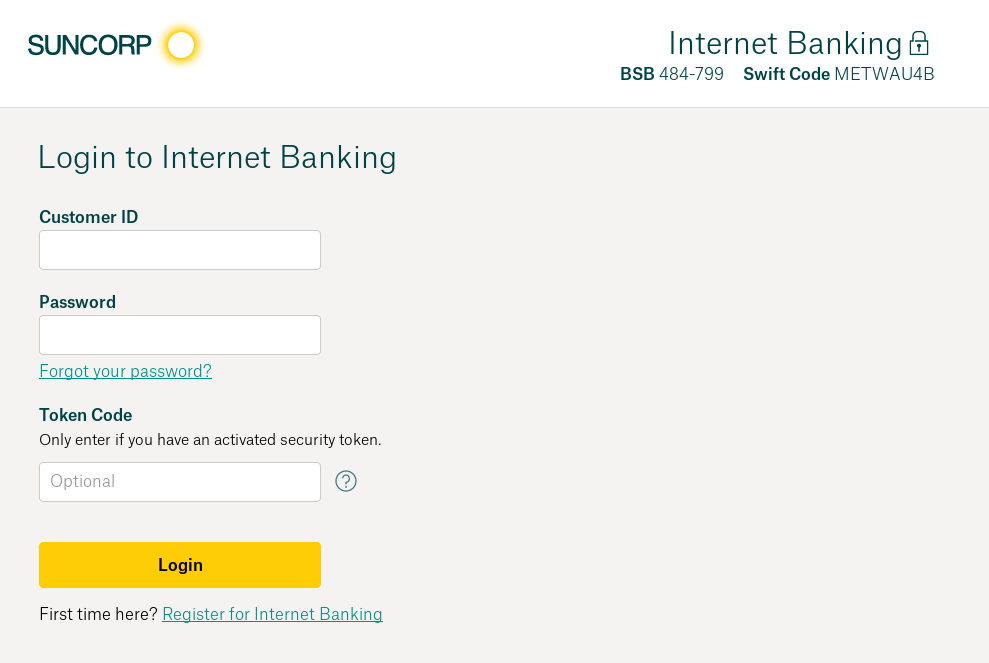 SUNCORP
Internet Banking
BSB 484-799 Swift Code METWAU4B
Login to Internet Banking
Customer ID
Password
Forgot your password?
Token Code
Only enter if you have an activated security token.
Optional ?
Login
First time here? Register for Internet Banking